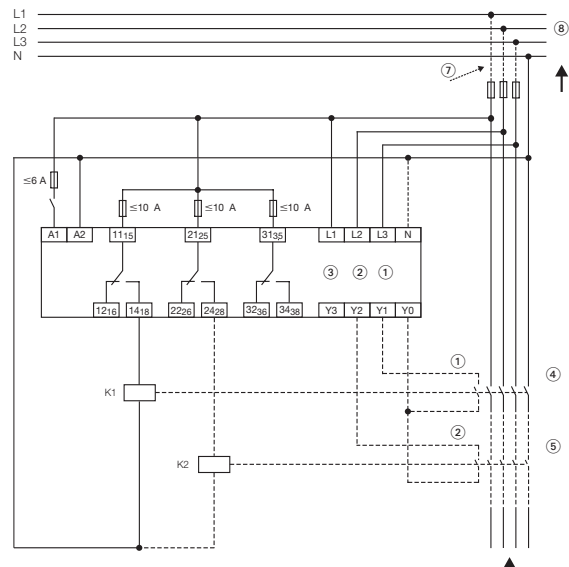 L1
L2
L3
N
⑧
⑦
≤6 A
≤10 A
≤10 A
≤10 A
A1 A2 1115 2125 3135 L1 L2 L3 N
③ ② ①
1216 1418 2226 2428 3236 3438 Y3 Y2 Y1 Y0
①
④
K1
②
⑤
K2